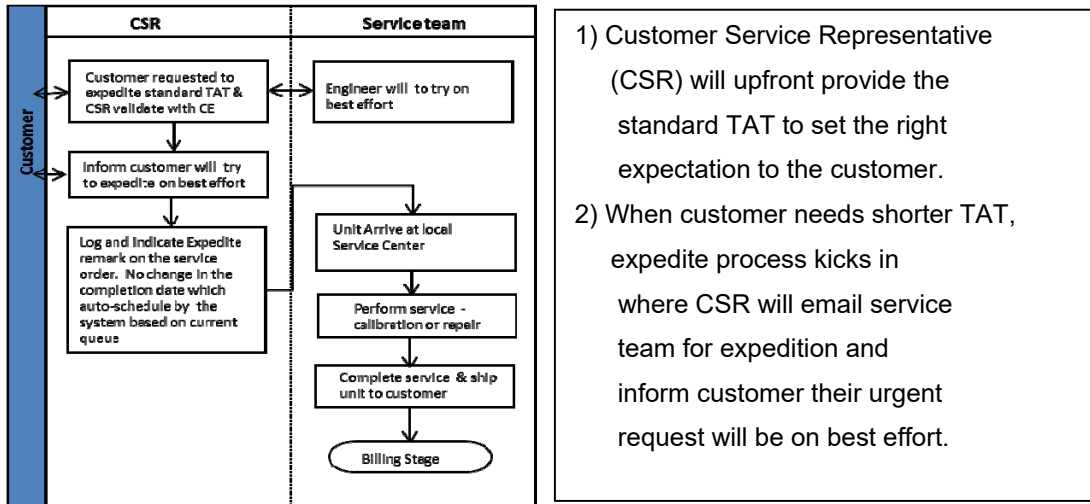 CSR
Service team
Customer
Customer requested to
expedite standard TAT &
CSR validate with CE
Engineer will to try on
best effort
Inform customer will try
to expedite on best effort
Log and Indicate Expedite
remark on the service
order. No change in the
completion date which
auto-schedule by the
system based on current
queue
Unit Arrive at local
Service Center
Perform service -
calibration or repair
Complete service & ship
unit to customer
Billing Stage
1) Customer Service Representative
(CSR) will upfront provide the
standard TAT to set the right
expectation to the customer.
2) When customer needs shorter TAT,
expedite process kicks in
where CSR will email service
team for expedition and
inform customer their urgent
request will be on best effort.